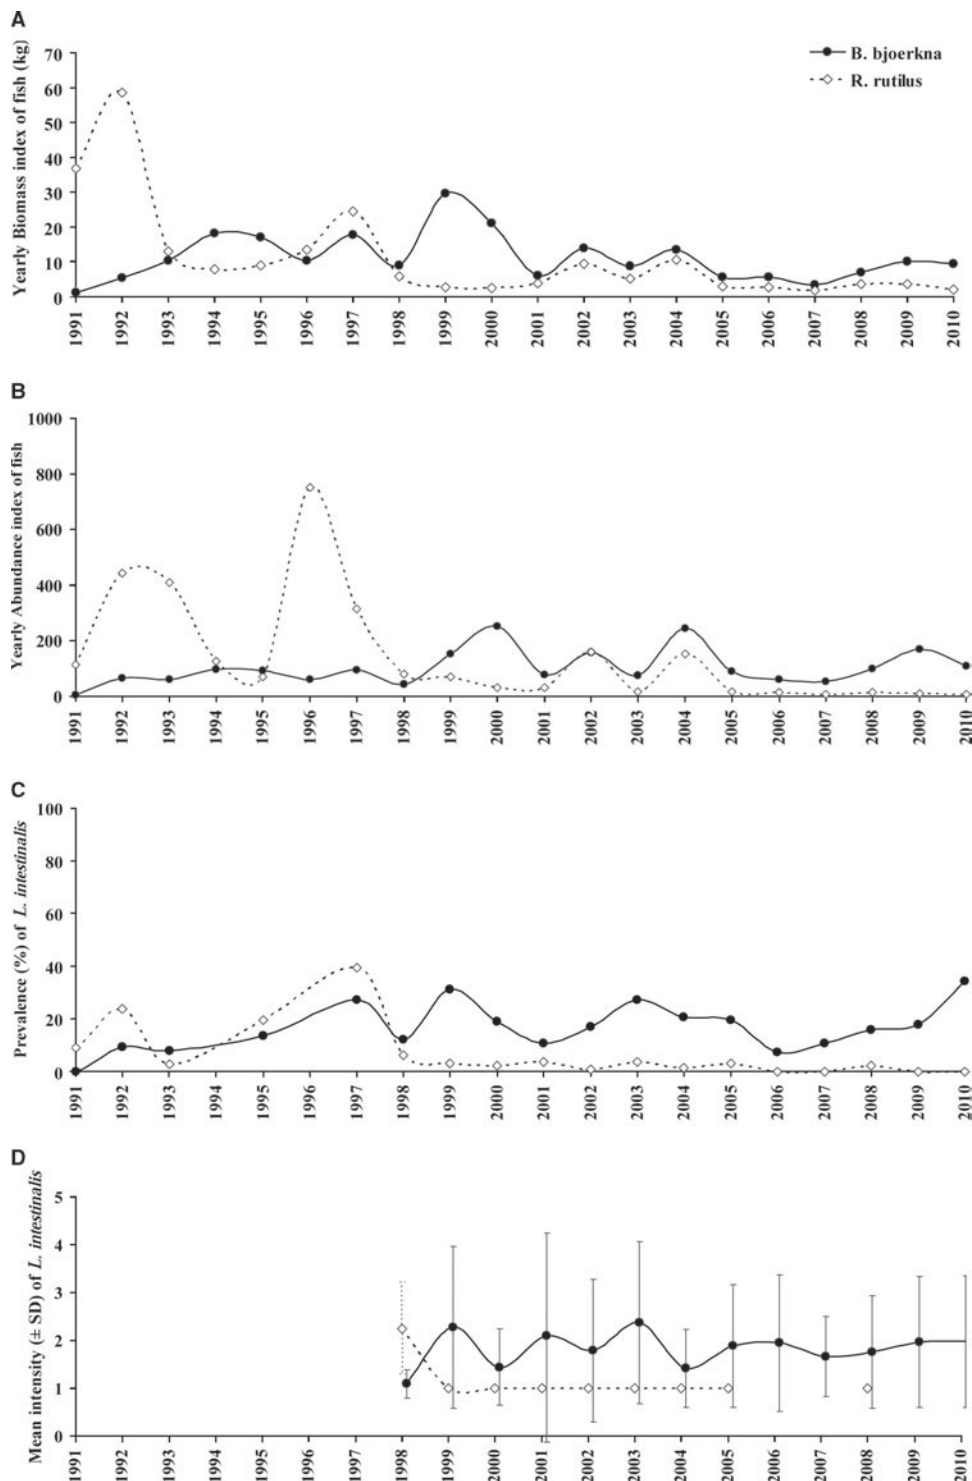 A
Yearly Biomass index of fish (kg)
70
60
50
40
30
20
10
0
B. bjoerkna
R. rutilus
1991 1992 1993 1994 1995 1996 1997 1998 1999 2000 2001 2002 2003 2004 2005 2006 2007 2008 2009 2010
B
Yearly Abundance index of fish
1000
800
600
400
200
0
1991 1992 1993 1994 1995 1996 1997 1998 1999 2000 2001 2002 2003 2004 2005 2006 2007 2008 2009 2010
C
Prevalence (%) of L. intestinalis
100
80
60
40
20
0
1991 1992 1993 1994 1995 1996 1997 1998 1999 2000 2001 2002 2003 2004 2005 2006 2007 2008 2009 2010
D
Mean intensity (± SD) of L. intestinalis
5
4
3
2
1
0
1991 1992 1993 1994 1995 1996 1997 1998 1999 2000 2001 2002 2003 2004 2005 2006 2007 2008 2009 2010